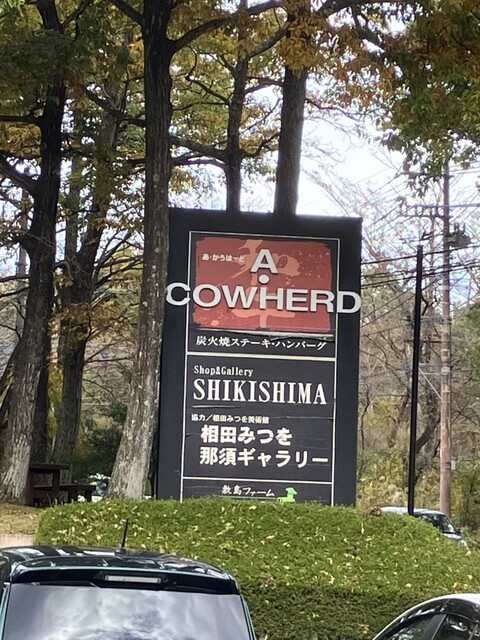 あ・かうはーど
和牛
A
COWHERD
炭火焼ステーキ・ハンバーグ
Shop&Gallery
SHIKISHIMA
協力／相田みつを美術館
相田みつを
那須ギャラリー
敷島ファーム